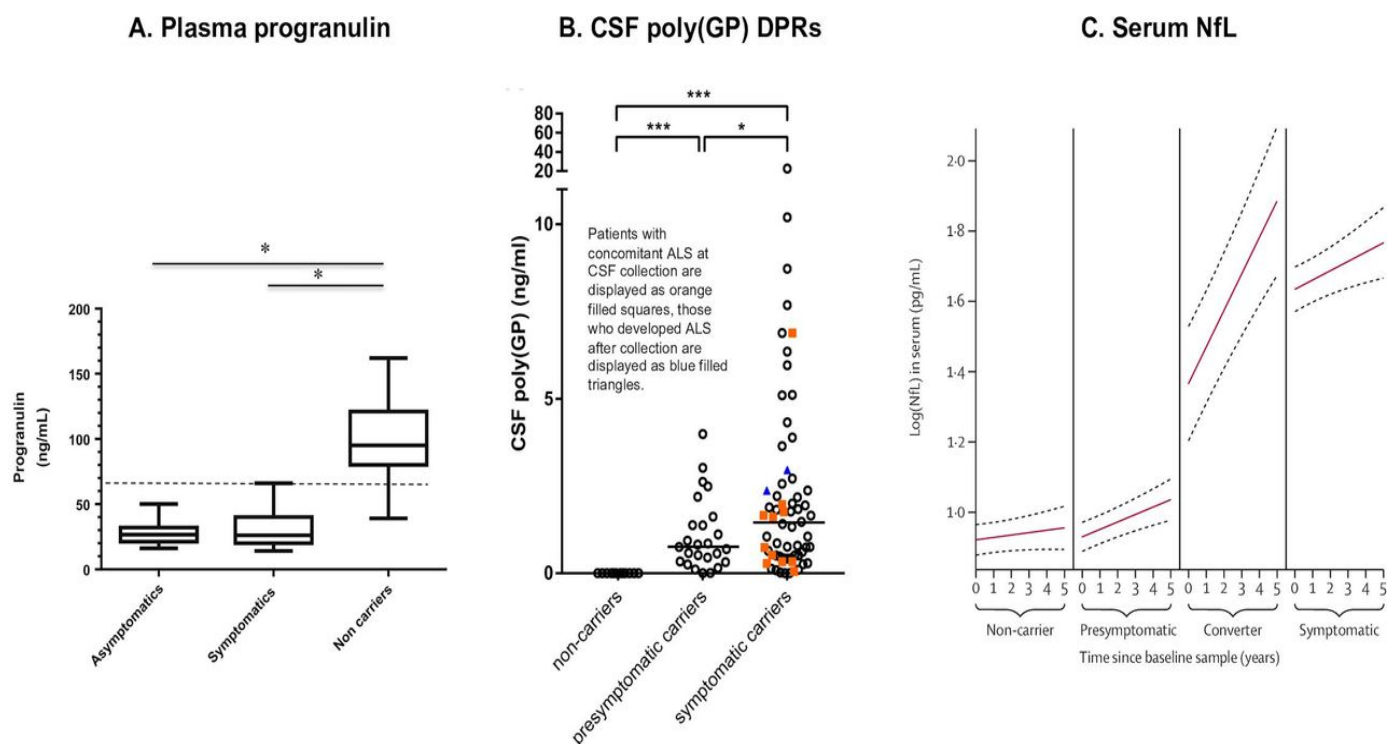 A. Plasma progranulin
B. CSF poly(GP) DPRs
C. Serum NfL
*
*
200
150
100
50
0
Progranulin
(ng/mL)
Asymptomatics
Symptomatics
Non carriers
***
***
*
80
60
40
20
10
5
0
CSF poly(GP) (ng/ml)
Patients with
concomitant ALS at
CSF collection are
displayed as orange
filled squares, those
who developed ALS
after collection are
displayed as blue filled
triangles.
non-carriers
presymptomatic carriers
symptomatic carriers
2·0
1·8
1·6
1·4
1·2
1·0
Log(NfL) in serum (pg/mL)
0 1 2 3 4 5 0 1 2 3 4 5 0 1 2 3 4 5 0 1 2 3 4 5
Non-carrier Presymptomatic Converter Symptomatic
Time since baseline sample (years)